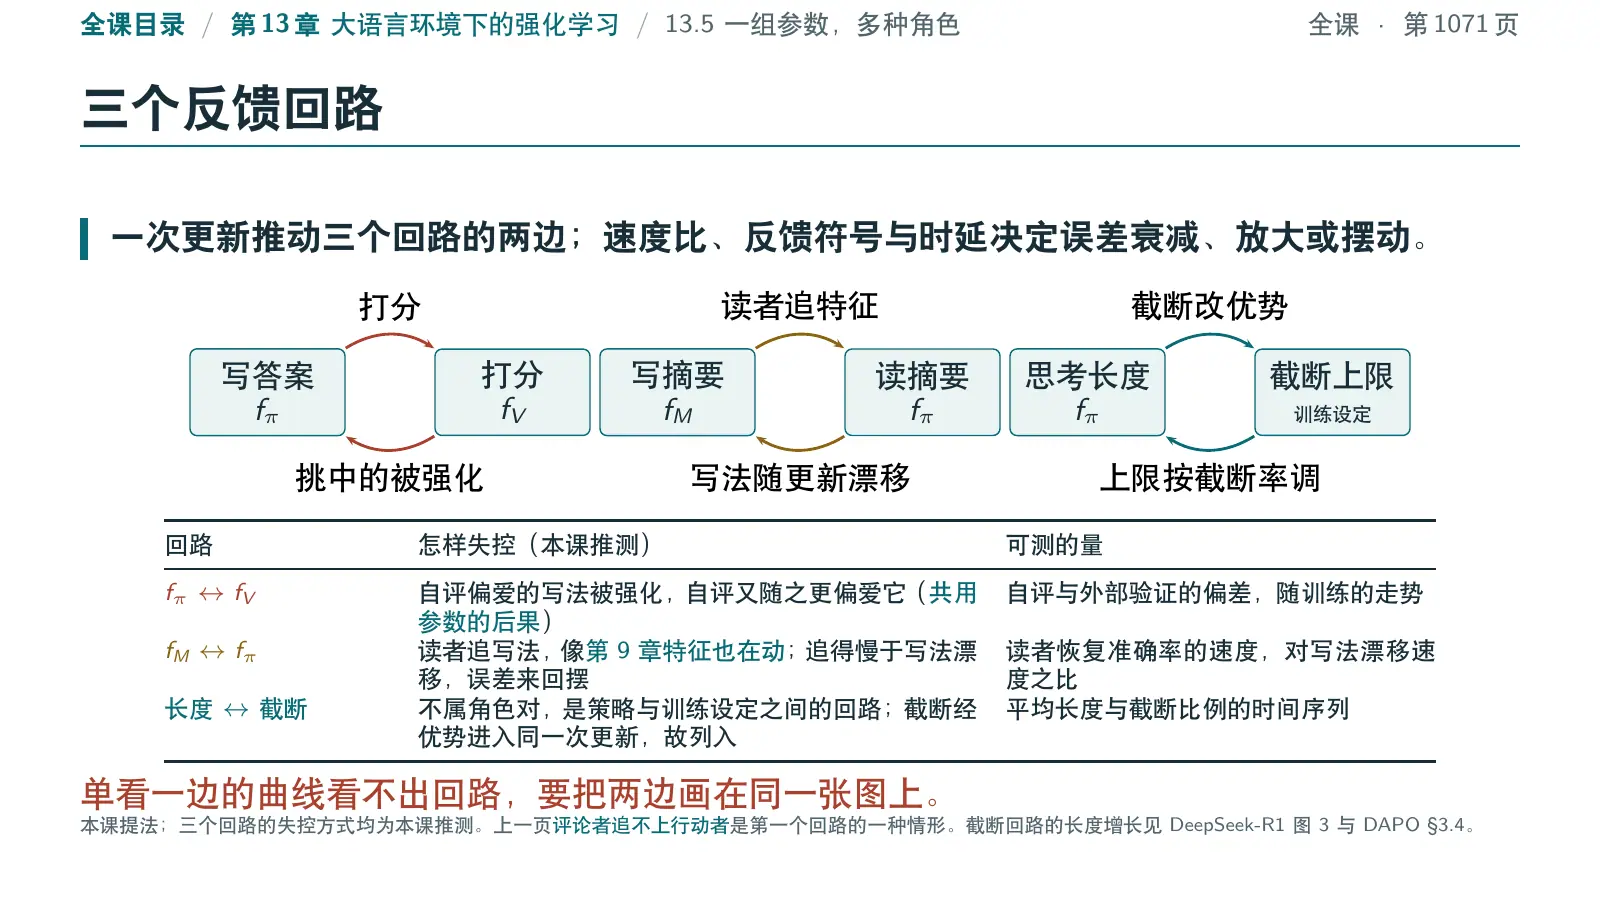 全课目录 / 第 13 章 大语言环境下的强化学习 / 13.5 一组参数，多种角色
全课 · 第 1071 页
三个反馈回路
一次更新推动三个回路的两边；速度比、反馈符号与时延决定误差衰减、放大或摆动。
打分 读者追特征 截断改优势
写答案 打分 写摘要 读摘要 思考长度 截断上限
fπ fV fM fπ fπ 训练设定
挑中的被强化 写法随更新漂移 上限按截断率调
回路 怎样失控（本课推测） 可测的量
fπ ↔ fV 自评偏爱的写法被强化，自评又随之更偏爱它（共用 自评与外部验证的偏差，随训练的走势
参数的后果）
fM ↔ fπ 读者追写法，像第 9 章特征也在动；追得慢于写法漂 读者恢复准确率的速度，对写法漂移速
移，误差来回摆 度之比
长度 ↔ 截断 不属角色对，是策略与训练设定之间的回路；截断经 平均长度与截断比例的时间序列
优势进入同一次更新，故列入
单看一边的曲线看不出回路，要把两边画在同一张图上。
本课提法；三个回路的失控方式均为本课推测。上一页评论者追不上行动者是第一个回路的一种情形。截断回路的长度增长见 DeepSeek-R1 图 3 与 DAPO §3.4。